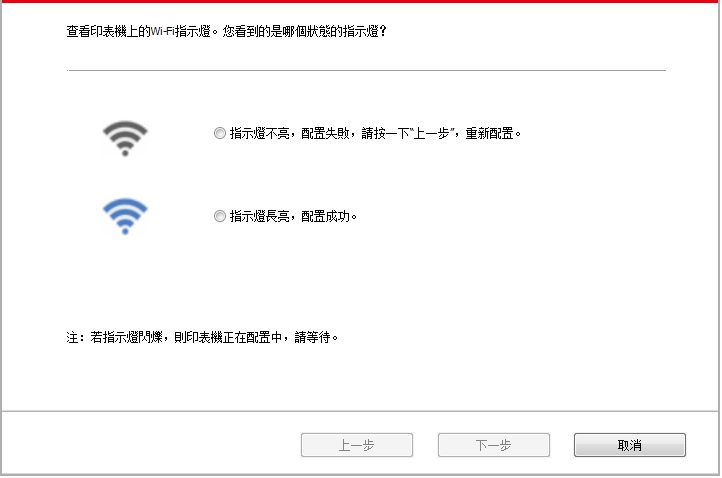 查看印表機上的Wi-Fi指示燈。您看到的是哪個狀態的指示燈?
指示燈不亮，配置失敗，請按一下“上一步”，重新配置。
指示燈長亮，配置成功。
注：若指示燈閃爍，則印表機正在配置中，請等待。
上一步
下一步
取消